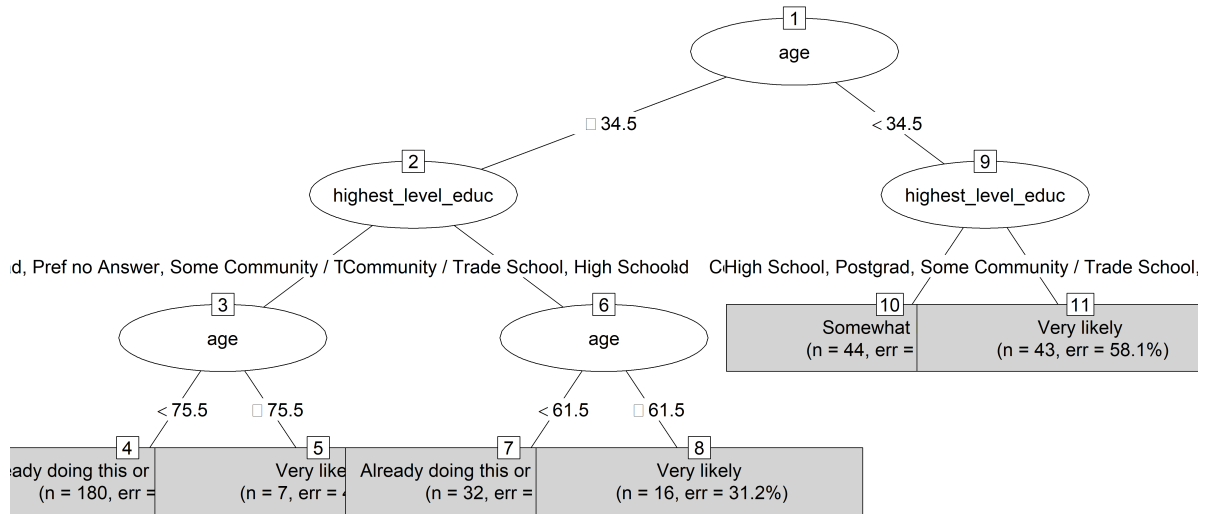 1
age
≥ 34.5
< 34.5
2
highest_level_educ
9
highest_level_educ
d, Pref no Answer, Some Community / T
Community / Trade School, High School
High School, Postgrad, Some Community / Trade School,
3
age
6
age
10
Somewhat
(n = 44, err =
11
Very likely
(n = 43, err = 58.1%)
< 75.5
≥ 75.5
< 61.5
≥ 61.5
4
eady doing this or
(n = 180, err =
5
Very like
(n = 7, err =
7
Already doing this or
(n = 32, err =
8
Very likely
(n = 16, err = 31.2%)